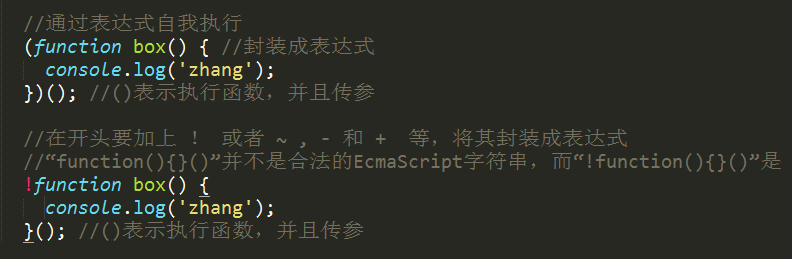 //通过表达式自我执行
(function box() { //封装成表达式
  console.log('zhang');
})(); //()表示执行函数，并且传参

//在开头要加上 ! 或者 ~ , - 和 + 等，将其封装成表达式
//“function(){}()”并不是合法的EcmaScript字符串，而“!function(){}()”是
!function box() {
  console.log('zhang');
}(); //()表示执行函数，并且传参